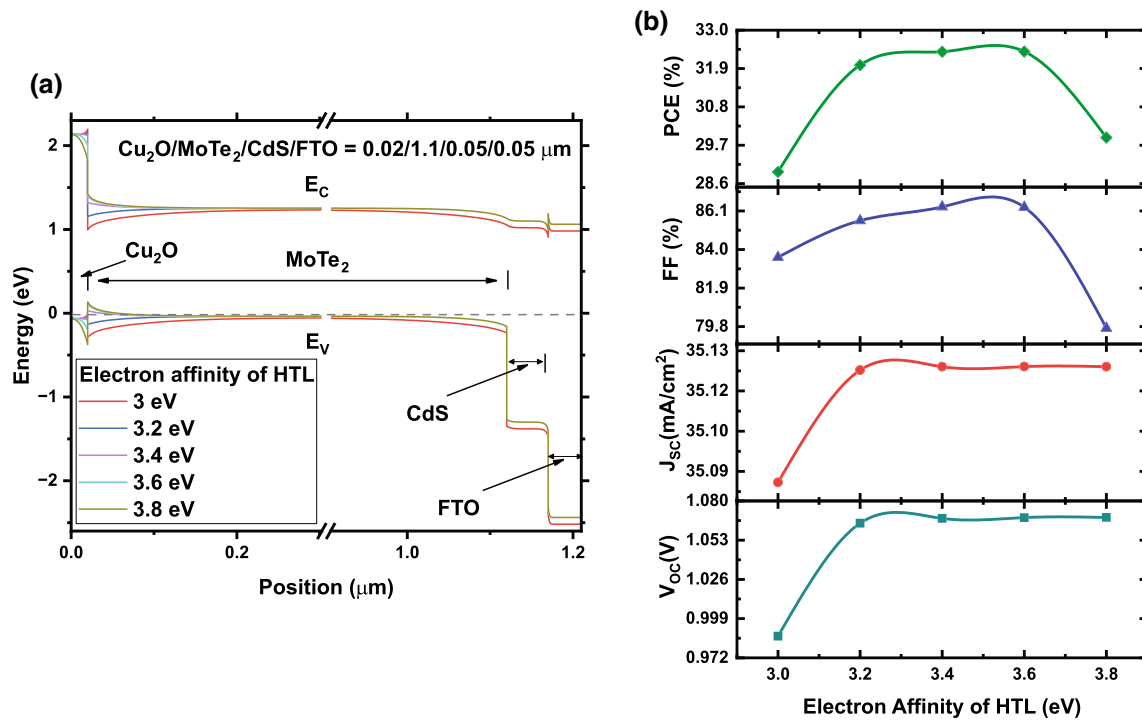 (a)
Cu₂O/MoTe₂/CdS/FTO = 0.02/1.1/0.05/0.05 μm
E_C
Cu₂O
MoTe₂
E_V
Electron affinity of HTL
3 eV
3.2 eV
3.4 eV
3.6 eV
3.8 eV
CdS
FTO
Energy (eV)
2
1
0
−1
−2
0.0 0.2 1.0 1.2
Position (μm)
(b)
PCE (%)
33.0
31.9
30.8
29.7
28.6
FF (%)
86.1
84.0
81.9
79.8
J_SC(mA/cm²)
35.13
35.12
35.10
35.09
V_OC(V)
1.080
1.053
1.026
0.999
0.972
3.0 3.2 3.4 3.6 3.8
Electron Affinity of HTL (eV)